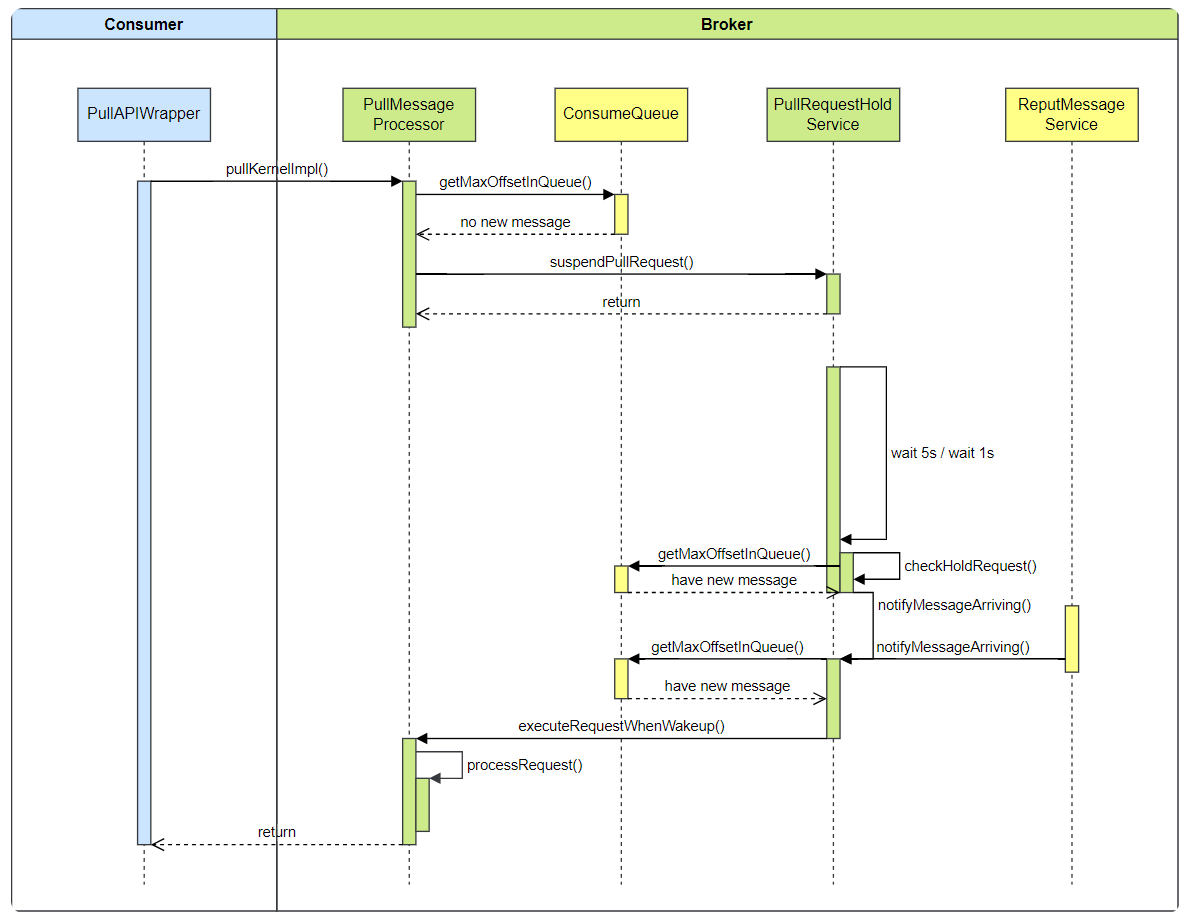 Consumer
Broker
PullAPIWrapper
PullMessage
Processor
ConsumeQueue
PullRequestHold
Service
ReputMessage
Service
pullKernelImpl()
getMaxOffsetInQueue()
no new message
suspendPullRequest()
return
wait 5s / wait 1s
getMaxOffsetInQueue()
checkHoldRequest()
have new message
notifyMessageArriving()
getMaxOffsetInQueue()
notifyMessageArriving()
have new message
executeRequestWhenWakeup()
processRequest()
return